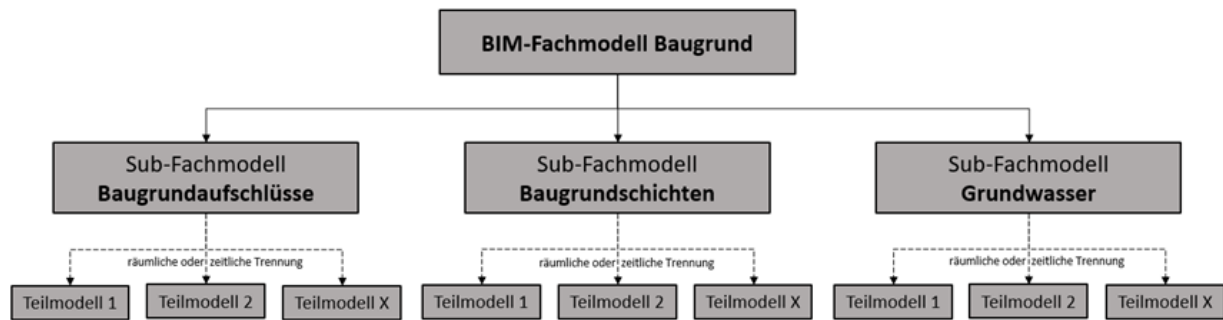 BIM-Fachmodell Baugrund
Sub-Fachmodell
Baugrundaufschlüsse
Sub-Fachmodell
Baugrundschichten
Sub-Fachmodell
Grundwasser
räumliche oder zeitliche Trennung
räumliche oder zeitliche Trennung
räumliche oder zeitliche Trennung
Teilmodell 1
Teilmodell 2
Teilmodell X
Teilmodell 1
Teilmodell 2
Teilmodell X
Teilmodell 1
Teilmodell 2
Teilmodell X